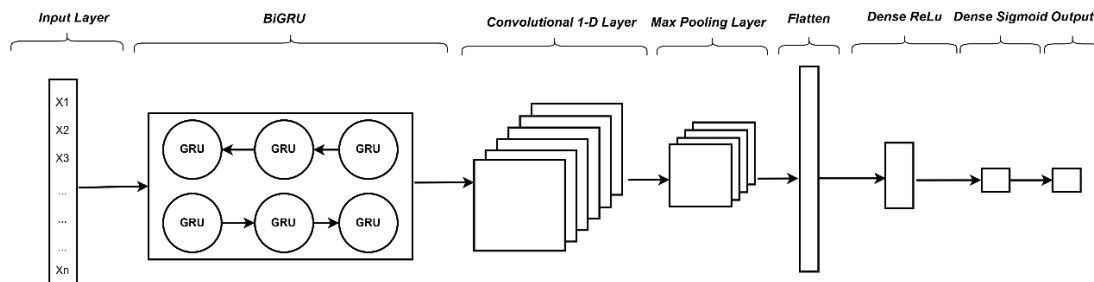 Input Layer
BiGRU
Convolutional 1-D Layer
Max Pooling Layer
Flatten
Dense ReLu
Dense Sigmoid
Output
X1
X2
X3
...
...
...
Xn
GRU
GRU
GRU
GRU
GRU
GRU